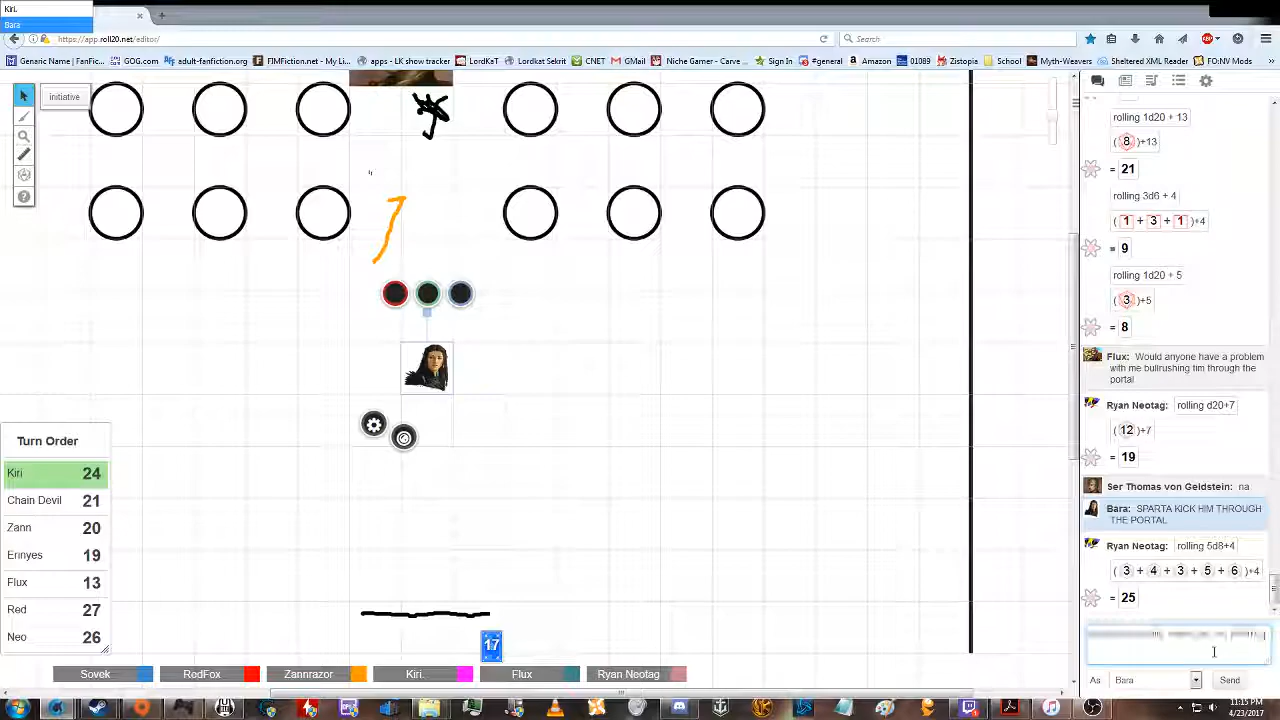 Kiri.
Bara
https://app.roll20.net/editor/
Search
Generic Name | FanFic...
GOG.com
adult-fanfiction.org
FIMFiction.net /
apps - LK show tracker
LordKaT
Lordkat Sekrit
CNET
GMail
Niche Gamer - Carve ...
Sign In
#general
Amazon
01089
Zistopia
School
Myth-Weavers
Sheltered XML Reader
FO:NV Mods
initiative
rolling 1d20 + 13
(8)+13
= 21
rolling 3d6 + 4
(1 + 3 + 1)+4
= 9
rolling 1d20 + 5
(3)+5
= 8
Flux: Would anyone have a problem
with me bullrushing tim through the
portal
Ryan Neotag: rolling d20+7
(12)+7
= 19
Ser Thomas von Geldstein: na
Bara: SPARTA KICK HIM THROUGH
THE PORTAL
Ryan Neotag: rolling 5d8+4
(3 + 4 + 3 + 5 + 6)+4
= 25
As Bara Send
Turn Order
Kiri 24
Chain Devil 21
Zann 20
Erinyes 19
Flux 13
Red 27
Neo 26
17
Sovek
RedFox
Zannrazor
Kiri.
Flux
Ryan Neotag
11:15 PM
4/23/2017